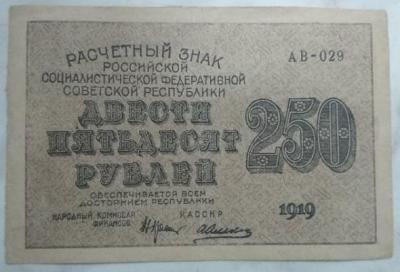 РАСЧЕТНЫЙ ЗНАК
РОССИЙСКОЙ
СОЦИАЛИСТИЧЕСКОЙ ФЕДЕРАТИВНОЙ
СОВЕТСКОЙ РЕСПУБЛИКИ
АВ-029
ДВЕСТИ
ПЯТЬДЕСЯТ
РУБЛЕЙ
250
ОБЕСПЕЧИВАЕТСЯ ВСЕМ
ДОСТОЯНИЕМ РЕСПУБЛИКИ
НАРОДНЫЙ КОМИССАР
ФИНАНСОВ
КАССИР
1919